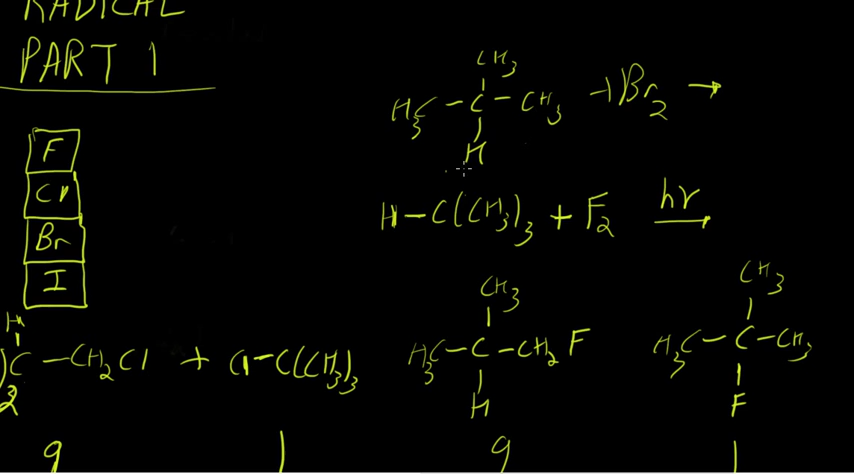 RADICAL
PART 1
F
Cl
Br
I
CH3
H3C - C - CH3 + Br2 →
H
H-C(CH3)3 + F2 hv →
H
)C - CH2Cl + Cl-C(CH3)3
2
9 1
CH3
H3C - C - CH2F
H
9
CH3
H3C - C - CH3
F
1